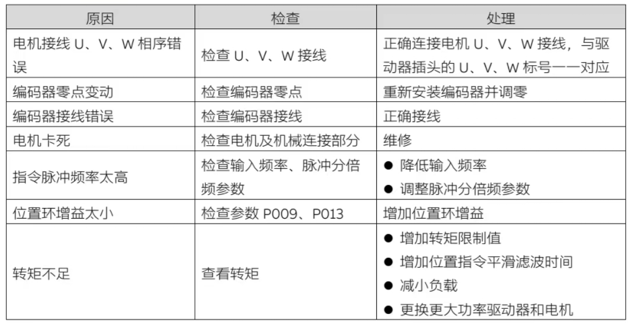 原因 检查 处理
电机接线 U、V、W 相序错
误
检查 U、V、W 接线
正确连接电机 U、V、W 接线，与驱
动器插头的 U、V、W 标号一一对应
编码器零点变动 检查编码器零点 重新安装编码器并调零
编码器接线错误 检查编码器接线 正确接线
电机卡死 检查电机及机械连接部分 维修
指令脉冲频率太高
检查输入频率、脉冲分倍
频参数
● 降低输入频率
● 调整脉冲分倍频参数
位置环增益太小 检查参数 P009、P013 增加位置环增益
转矩不足 查看转矩
● 增加转矩限制值
● 增加位置指令平滑滤波时间
● 减小负载
● 更换更大功率驱动器和电机